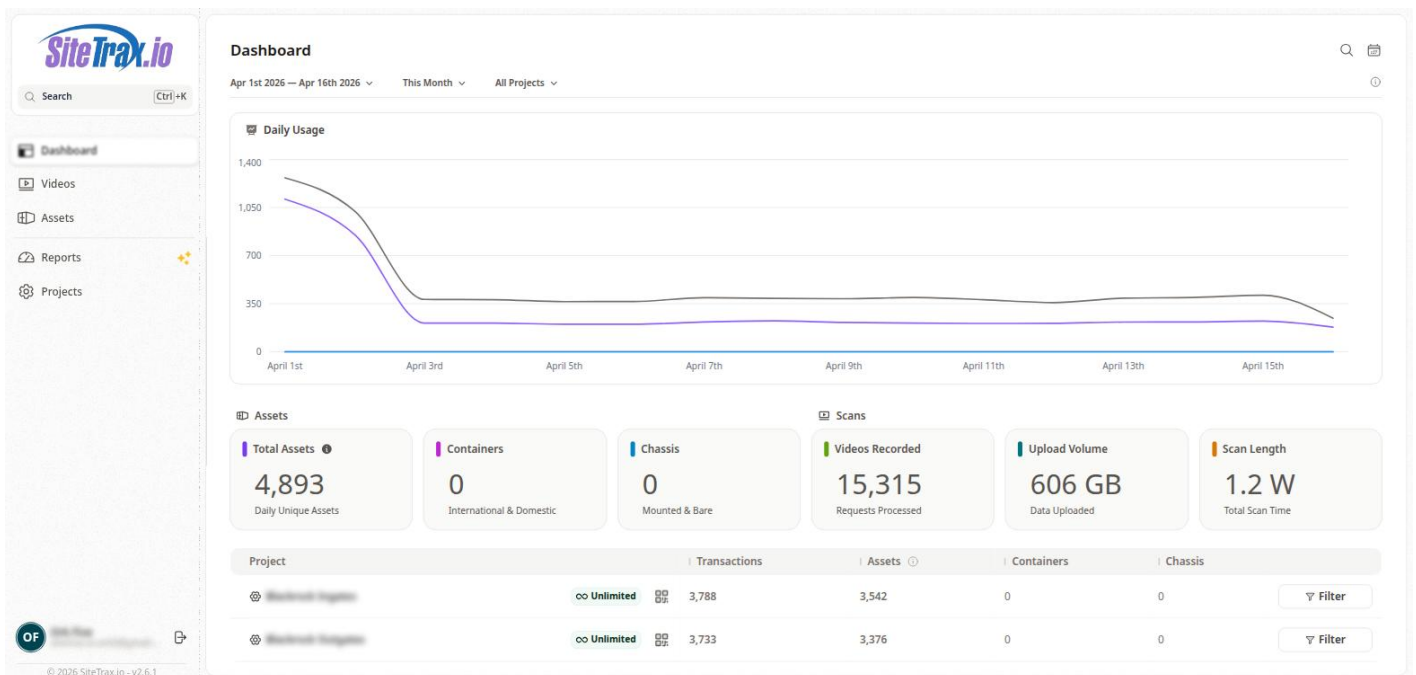 SiteTrax.io
Search Ctrl+K
Dashboard
Videos
Assets
Reports
Projects
OF
© 2026 SiteTrax.io - v2.6.1
Dashboard
Apr 1st 2026 — Apr 16th 2026 This Month All Projects
Daily Usage
1,400
1,050
700
350
0
April 1st April 3rd April 5th April 7th April 9th April 11th April 13th April 15th
Assets Scans
Total Assets Containers Chassis Videos Recorded Upload Volume Scan Length
4,893 0 0 15,315 606 GB 1.2 W
Daily Unique Assets International & Domestic Mounted & Bare Requests Processed Data Uploaded Total Scan Time
Project Transactions Assets Containers Chassis
Unlimited 3,788 3,542 0 0 Filter
Unlimited 3,733 3,376 0 0 Filter